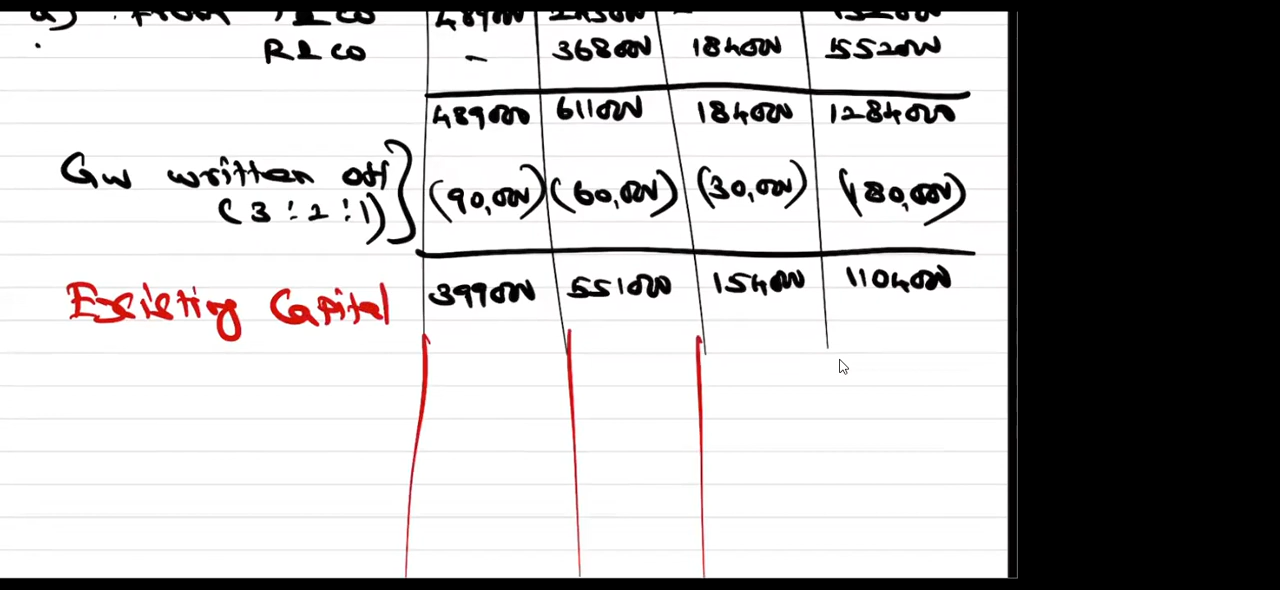 R & Co - 368000 184000 552000
489000 611000 184000 1284000
Gw written off
(3:2:1) (90,000) (60,000) (30,000) (180,000)
Existing Capital 399000 551000 154000 1104000